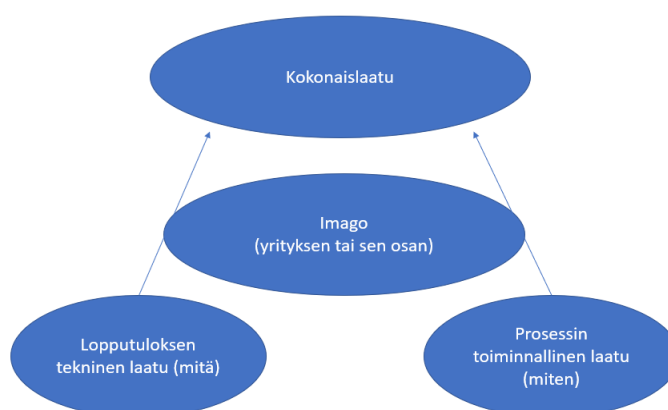 Kokonaislaatu
Imago
(yrityksen tai sen osan)
Lopputuloksen
tekninen laatu (mitä)
Prosessin
toiminnallinen laatu
(miten)